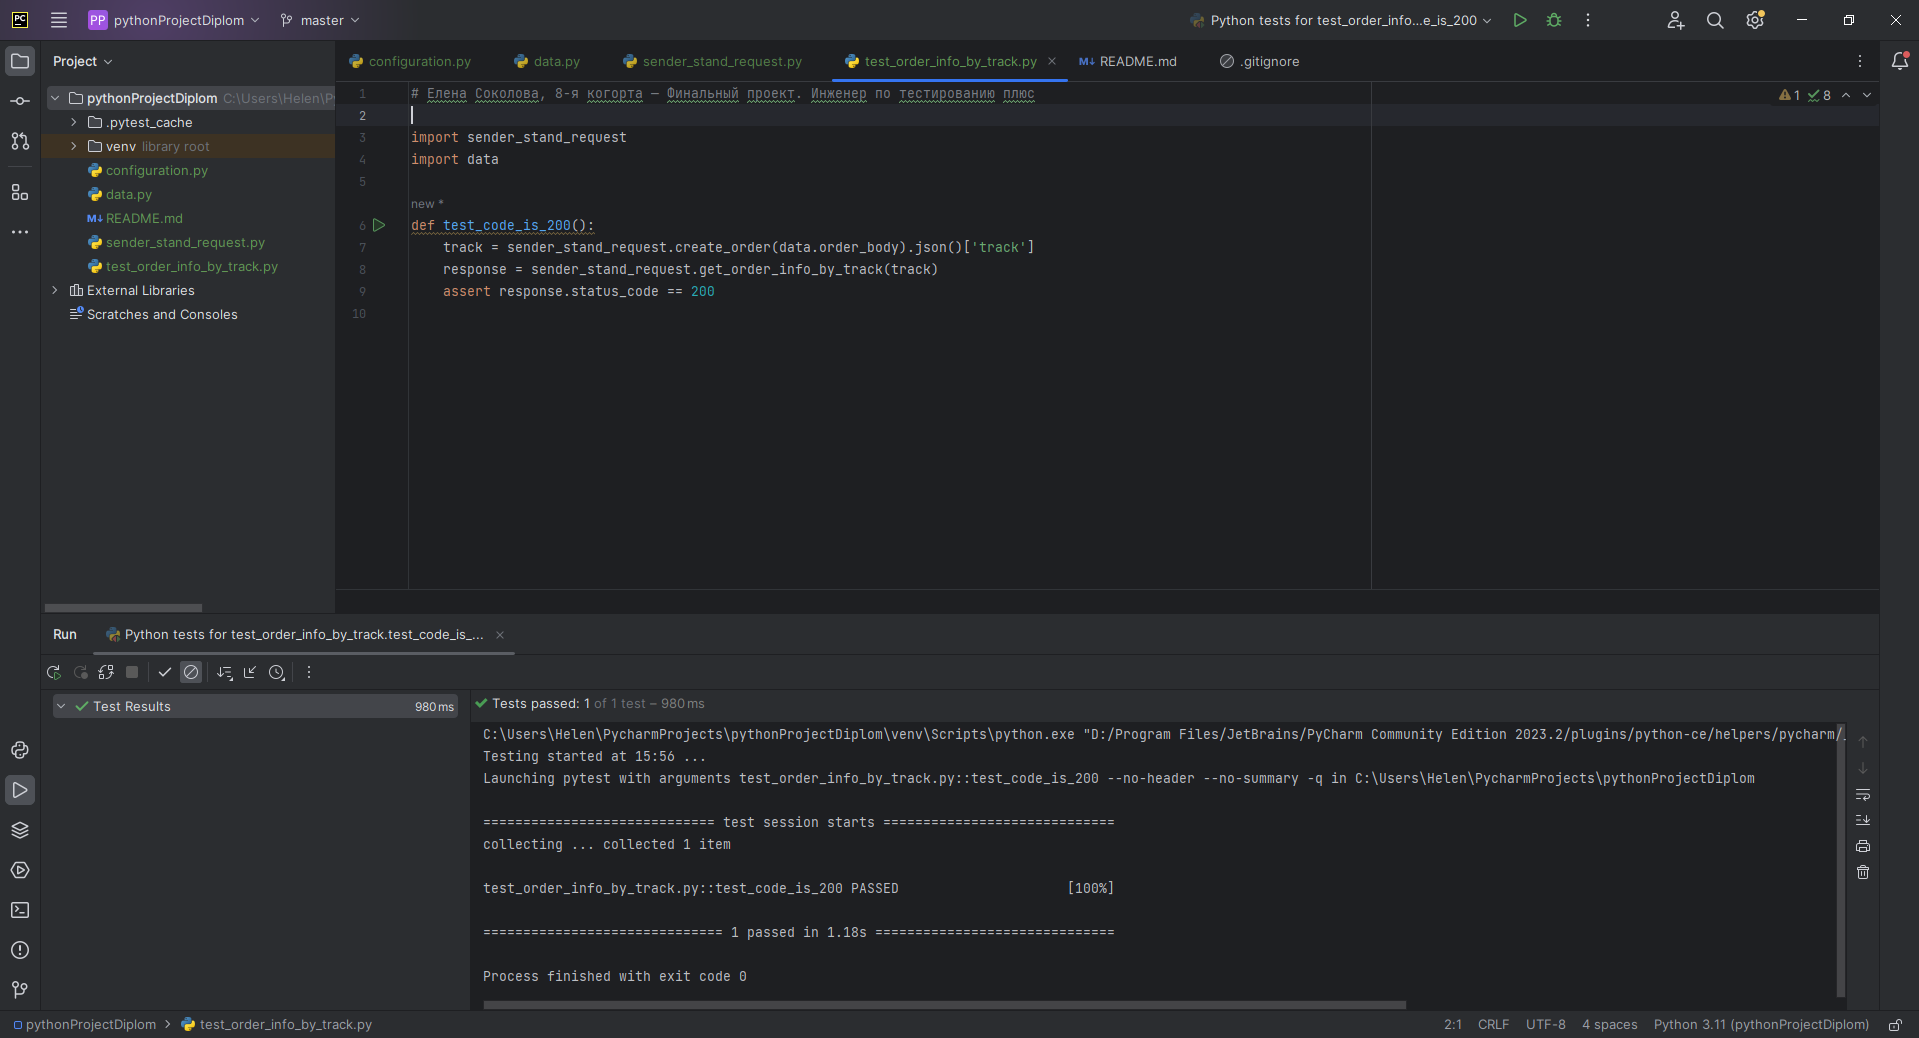 PC
PP pythonProjectDiplom
master
Python tests for test_order_info...e_is_200
Project
configuration.py
data.py
sender_stand_request.py
test_order_info_by_track.py
README.md
.gitignore
pythonProjectDiplom C:\Users\Helen\P
.pytest_cache
venv library root
configuration.py
data.py
README.md
sender_stand_request.py
test_order_info_by_track.py
External Libraries
Scratches and Consoles
1 # Елена Соколова, 8-я когорта — Финальный проект. Инженер по тестированию плюс
1 8
2
3 import sender_stand_request
4 import data
5
new *
6 def test_code_is_200():
7 track = sender_stand_request.create_order(data.order_body).json()['track']
8 response = sender_stand_request.get_order_info_by_track(track)
9 assert response.status_code == 200
10
Run
Python tests for test_order_info_by_track.test_code_is_...
Test Results 980 ms
Tests passed: 1 of 1 test – 980 ms
C:\Users\Helen\PycharmProjects\pythonProjectDiplom\venv\Scripts\python.exe "D:/Program Files/JetBrains/PyCharm Community Edition 2023.2/plugins/python-ce/helpers/pycharm/_
Testing started at 15:56 ...
Launching pytest with arguments test_order_info_by_track.py::test_code_is_200 --no-header --no-summary -q in C:\Users\Helen\PycharmProjects\pythonProjectDiplom
============================= test session starts =============================
collecting ... collected 1 item
test_order_info_by_track.py::test_code_is_200 PASSED [100%]
============================== 1 passed in 1.18s ==============================
Process finished with exit code 0
pythonProjectDiplom > test_order_info_by_track.py
2:1 CRLF UTF-8 4 spaces Python 3.11 (pythonProjectDiplom)